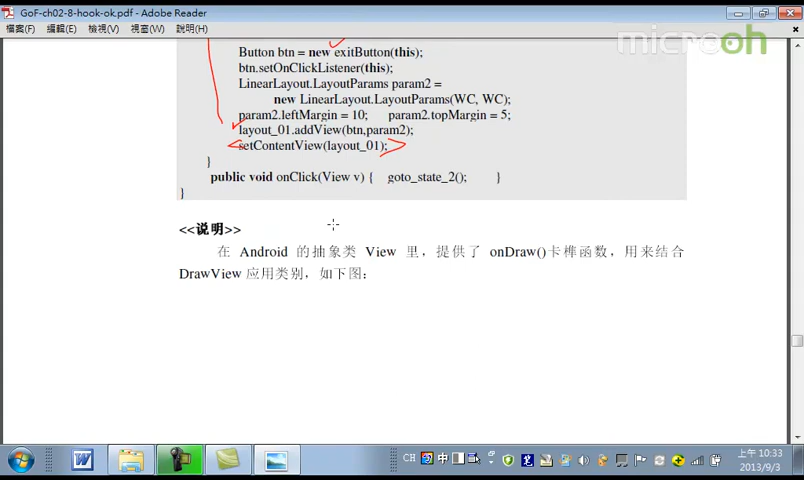 GoF-ch02-8-hook-ok.pdf - Adobe Reader
檔案(F) 編輯(E) 檢視(V) 視窗(W) 說明(H)
microoh
Button btn = new exitButton(this);
btn.setOnClickListener(this);
LinearLayout.LayoutParams param2 =
new LinearLayout.LayoutParams(WC, WC);
param2.leftMargin = 10; param2.topMargin = 5;
layout_01.addView(btn,param2);
setContentView(layout_01);
}
public void onClick(View v) { goto_state_2(); }
}
<<说明>>
在 Android 的抽象类 View 里，提供了 onDraw()卡榫函数，用来结合
DrawView 应用类别，如下图：
CH 中 上午 10:33
2013/9/3